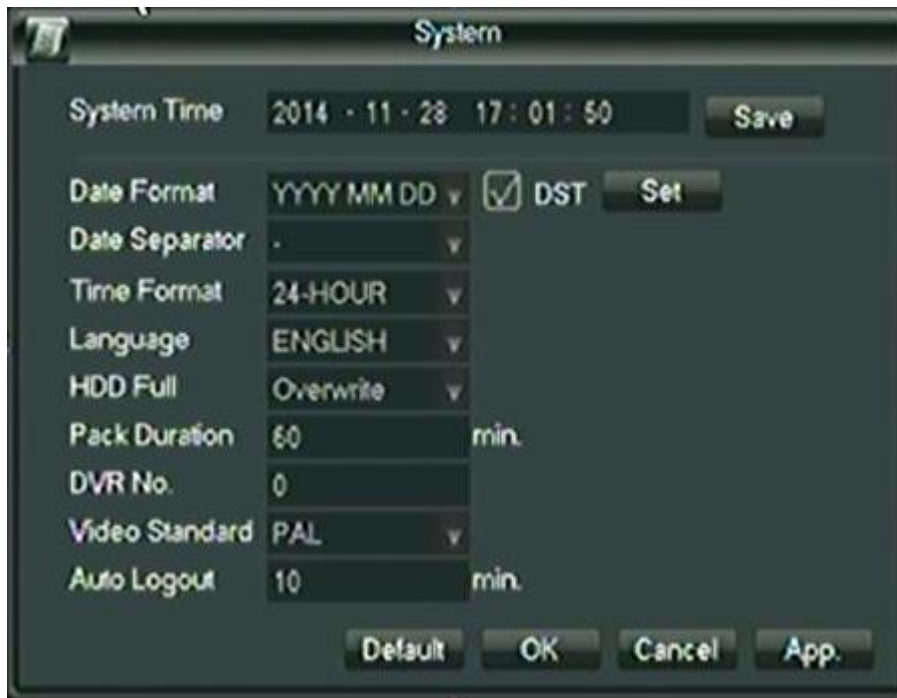 System
System Time 2014 - 11 - 28 17 : 01 : 50 Save
Date Format YYYY MM DD DST Set
Date Separator -
Time Format 24-HOUR
Language ENGLISH
HDD Full Overwrite
Pack Duration 60 min.
DVR No. 0
Video Standard PAL
Auto Logout 10 min.
Default OK Cancel App.